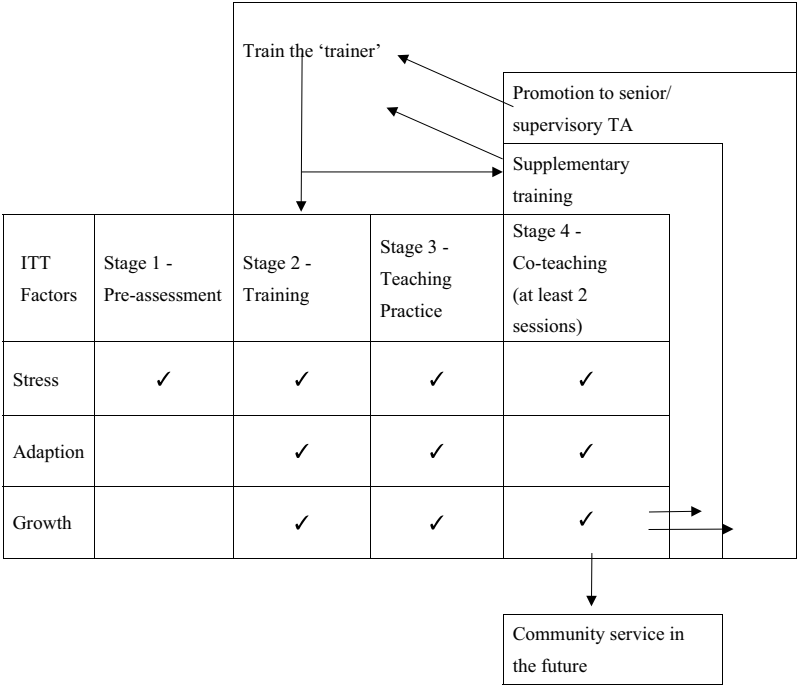 Train the ‘trainer’
Promotion to senior/
supervisory TA
Supplementary
training
ITT
Factors
Stage 1 -
Pre-assessment
Stage 2 -
Training
Stage 3 -
Teaching
Practice
Stage 4 -
Co-teaching
(at least 2
sessions)
Stress
✓ ✓ ✓ ✓
Adaption
✓ ✓ ✓
Growth
✓ ✓ ✓
Community service in
the future